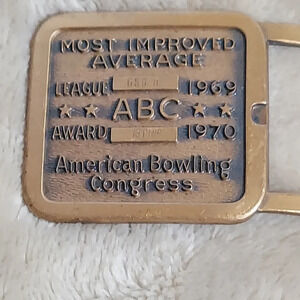 MOST IMPROVED
AVERAGE
LEAGUE 1969
★ ★ ABC ★ ★
AWARD 1970
American Bowling
Congress